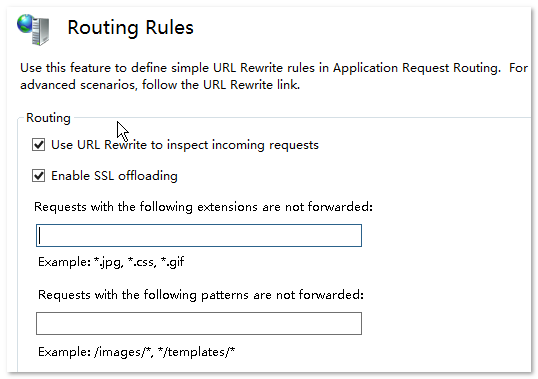 Routing Rules
Use this feature to define simple URL Rewrite rules in Application Request Routing.  For
advanced scenarios, follow the URL Rewrite link.
Routing
Use URL Rewrite to inspect incoming requests
Enable SSL offloading
Requests with the following extensions are not forwarded:
Example: *.jpg, *.css, *.gif
Requests with the following patterns are not forwarded:
Example: /images/*, */templates/*